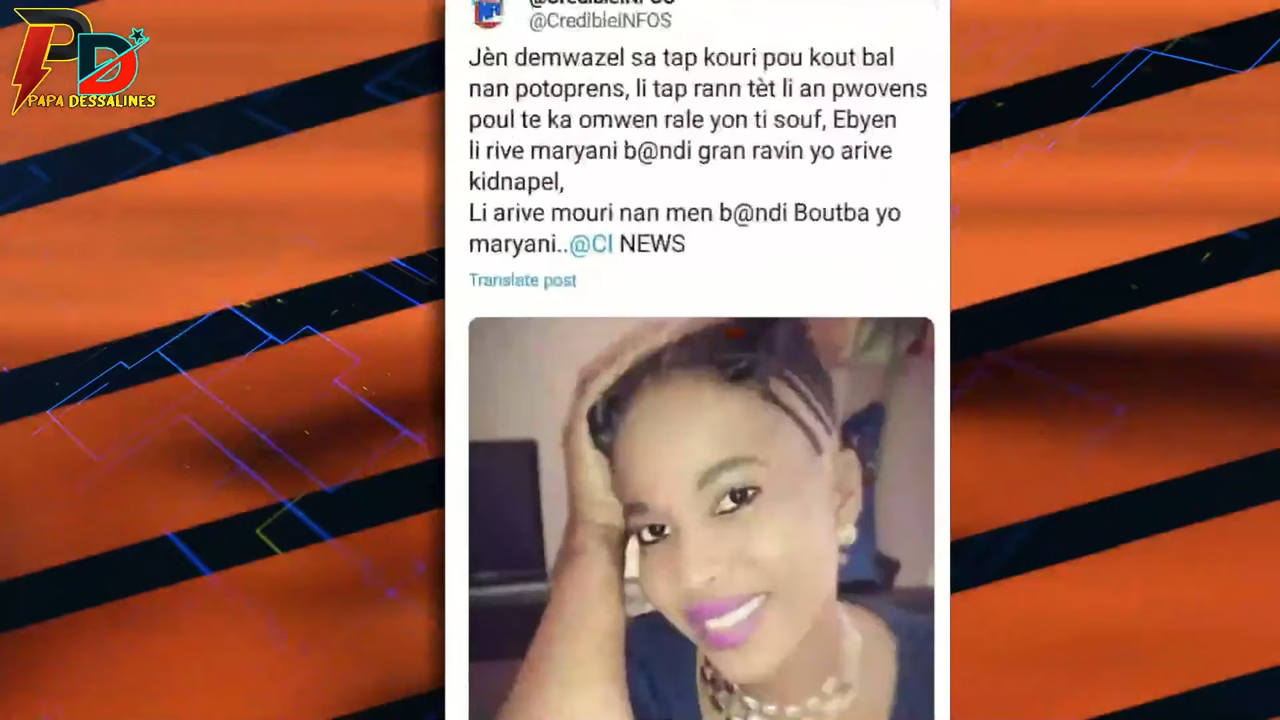 PD
PAPA DESSALINES
@CredibleINFOS
@CredibleINFOS
Jèn demwazel sa tap kouri pou kout bal
nan potoprens, li tap rann tèt li an pwovens
poul te ka omwen rale yon ti souf, Ebyen
li rive maryani b@ndi gran ravin yo arive
kidnapel,
Li arive mouri nan men b@ndi Boutba yo
maryani..@CI NEWS
Translate post